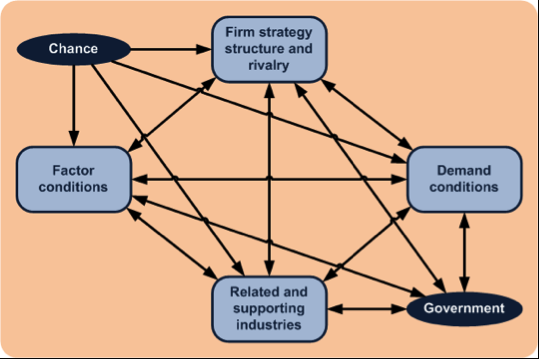 Chance
Firm strategy
structure and
rivalry
Factor
conditions
Demand
conditions
Related and
supporting
industries
Government